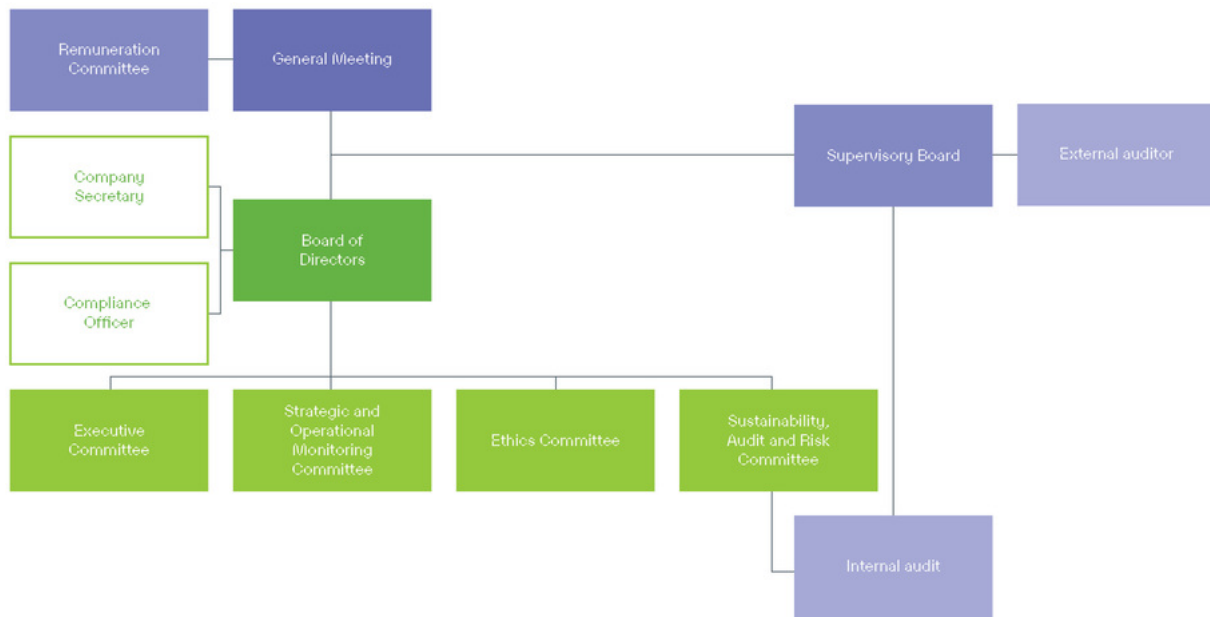 Remuneration
Committee
General Meeting
Supervisory Board
External auditor
Company
Secretary
Board of
Directors
Compliance
Officer
Executive
Committee
Strategic and
Operational
Monitoring
Committee
Ethics Committee
Sustainability,
Audit and Risk
Committee
Internal audit